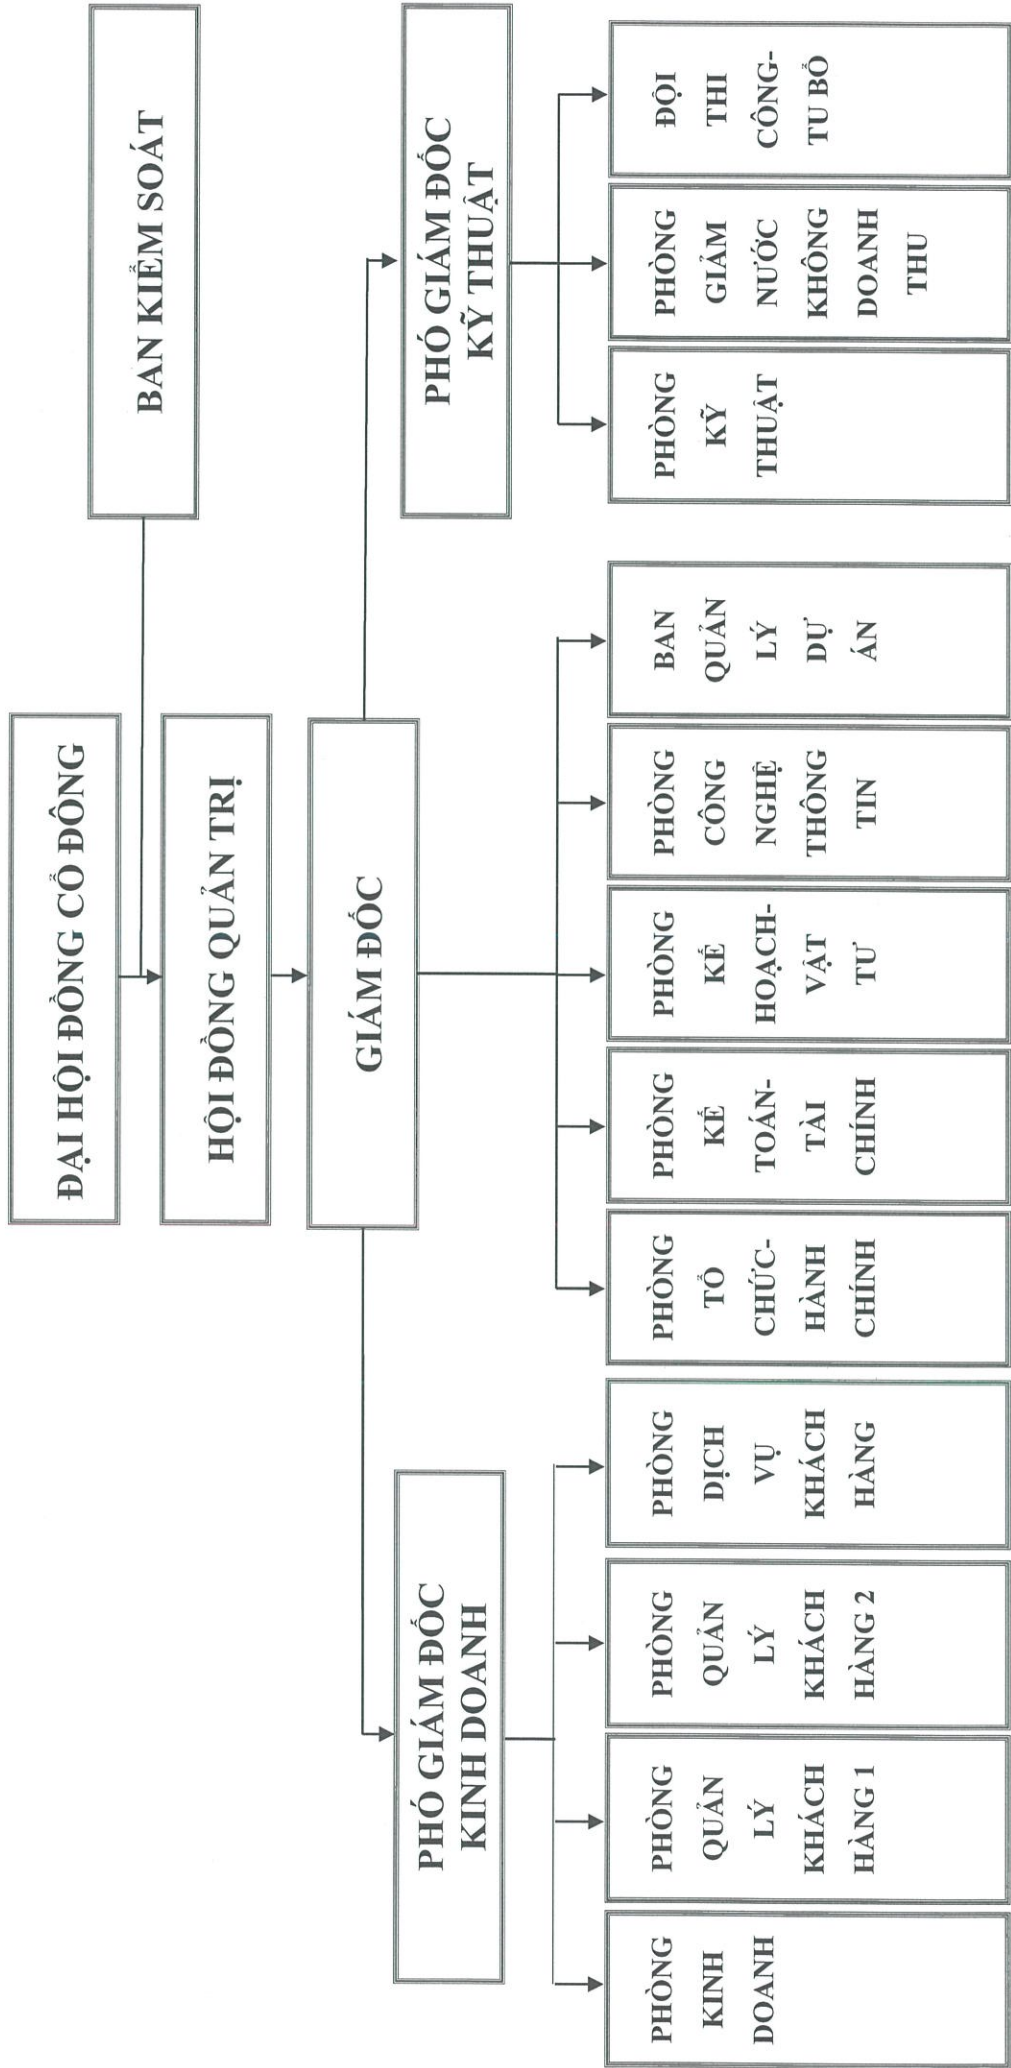 ĐẠI HỘI ĐỒNG CỔ ĐÔNG
BAN KIỂM SOÁT
HỘI ĐỒNG QUẢN TRỊ
GIÁM ĐỐC
PHÓ GIÁM ĐỐC
KINH DOANH
PHÓ GIÁM ĐỐC
KỸ THUẬT
PHÒNG
KINH
DOANH
PHÒNG
QUẢN
LÝ
KHÁCH
HÀNG 1
PHÒNG
QUẢN
LÝ
KHÁCH
HÀNG 2
PHÒNG
DỊCH
VỤ
KHÁCH
HÀNG
PHÒNG
TỔ
CHỨC-
HÀNH
CHÍNH
PHÒNG
KẾ
TOÁN-
TÀI
CHÍNH
PHÒNG
KẾ
HOẠCH-
VẬT
TƯ
PHÒNG
CÔNG
NGHỆ
THÔNG
TIN
BAN
QUẢN
LÝ
DỰ
ÁN
PHÒNG
KỸ
THUẬT
PHÒNG
GIẢM
NƯỚC
KHÔNG
DOANH
THU
ĐỘI
THI
CÔNG-
TU BỔ